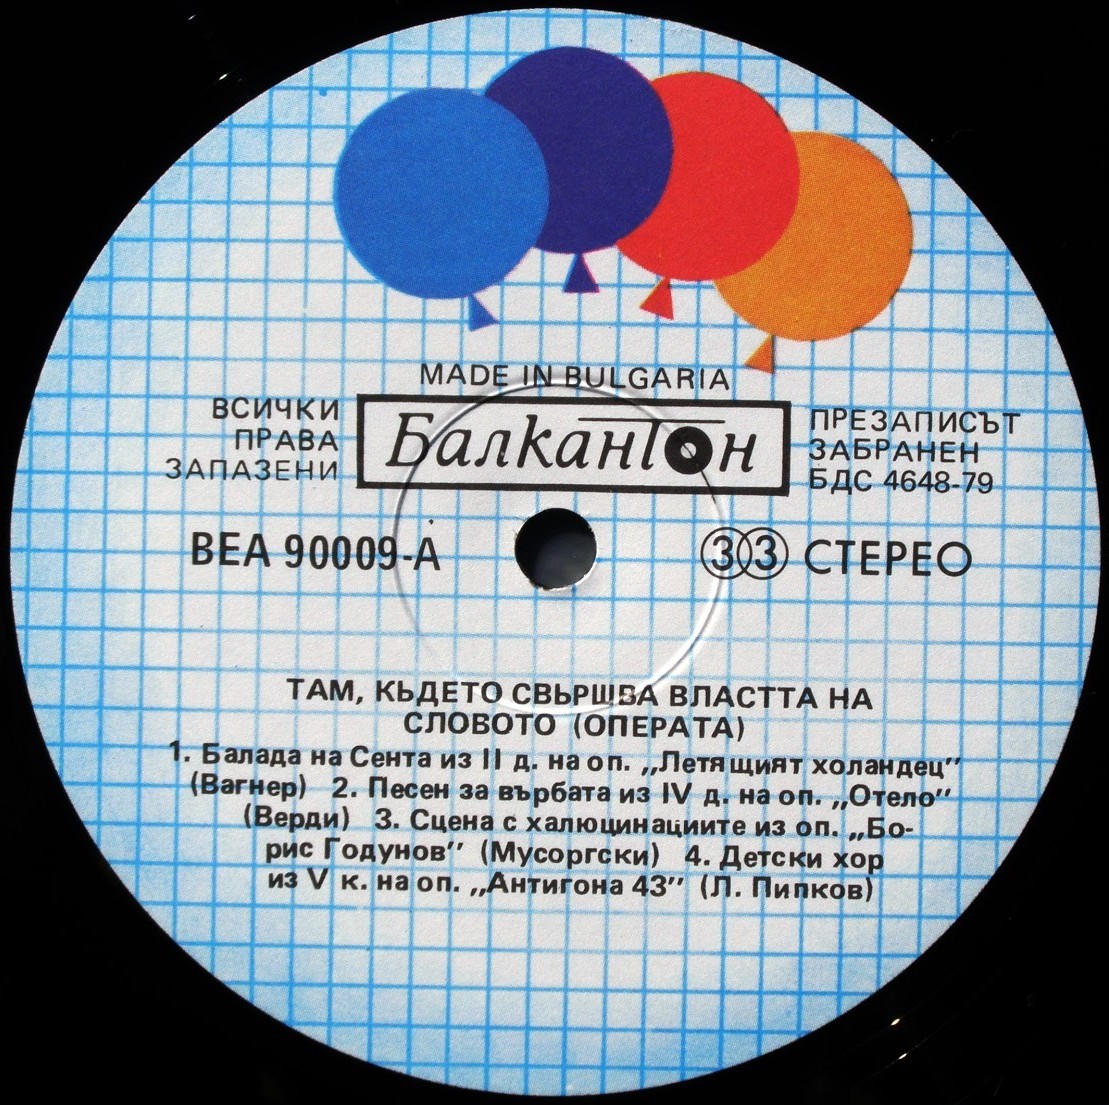 MADE IN BULGARIA
ВСИЧКИ
ПРАВА
ЗАПАЗЕНИ
Балкантон
ПРЕЗАПИСЪТ
ЗАБРАНЕН
БДС 4648-79
ВЕА 90009-А
33 СТЕРЕО
ТАМ, КЪДЕТО СВЪРШВА ВЛАСТТА НА
СЛОВОТО (ОПЕРАТА)
1. Балада на Сента из II д. на оп. „Летящият холандец”
(Вагнер) 2. Песен за върбата из IV д. на оп. „Отело”
(Верди) 3. Сцена с халюцинациите из оп. „Бо-
рис Годунов” (Мусоргски) 4. Детски хор
из V к. на оп. „Антигона 43” (Л. Пипков)